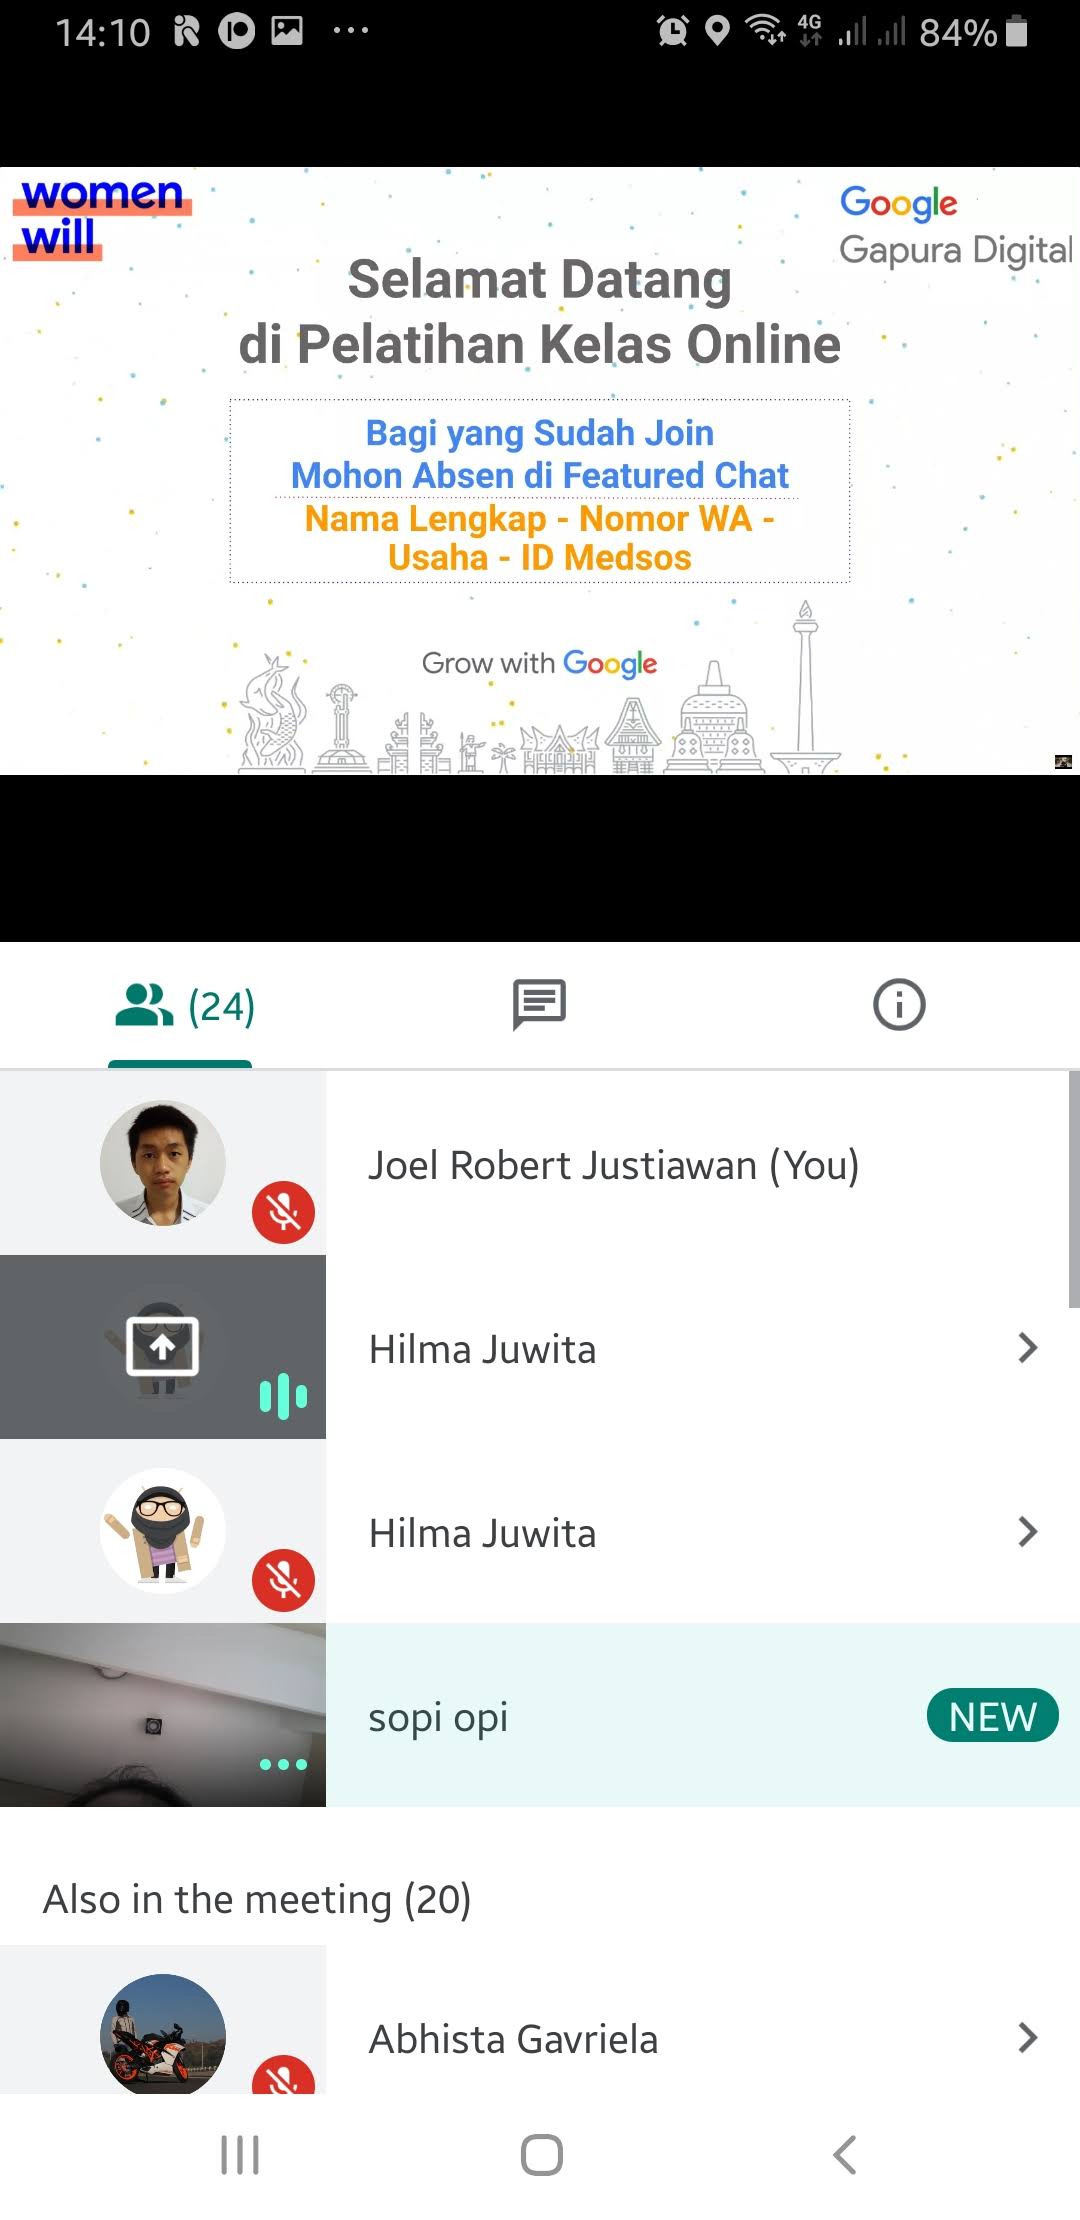 14:10
4G
84%
women
will
Google
Gapura Digital
Selamat Datang
di Pelatihan Kelas Online
Bagi yang Sudah Join
Mohon Absen di Featured Chat
Nama Lengkap - Nomor WA -
Usaha - ID Medsos
Grow with Google
(24)
Joel Robert Justiawan (You)
Hilma Juwita
Hilma Juwita
sopi opi
NEW
Also in the meeting (20)
Abhista Gavriela